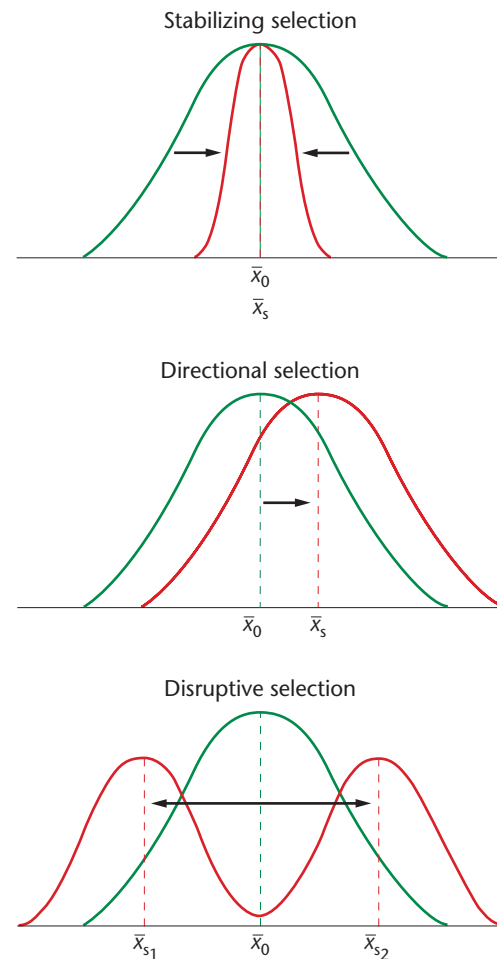 Stabilizing selection
x̄₀
x̄ₛ
Directional selection
x̄₀ x̄ₛ
Disruptive selection
x̄ₛ₁ x̄₀ x̄ₛ₂